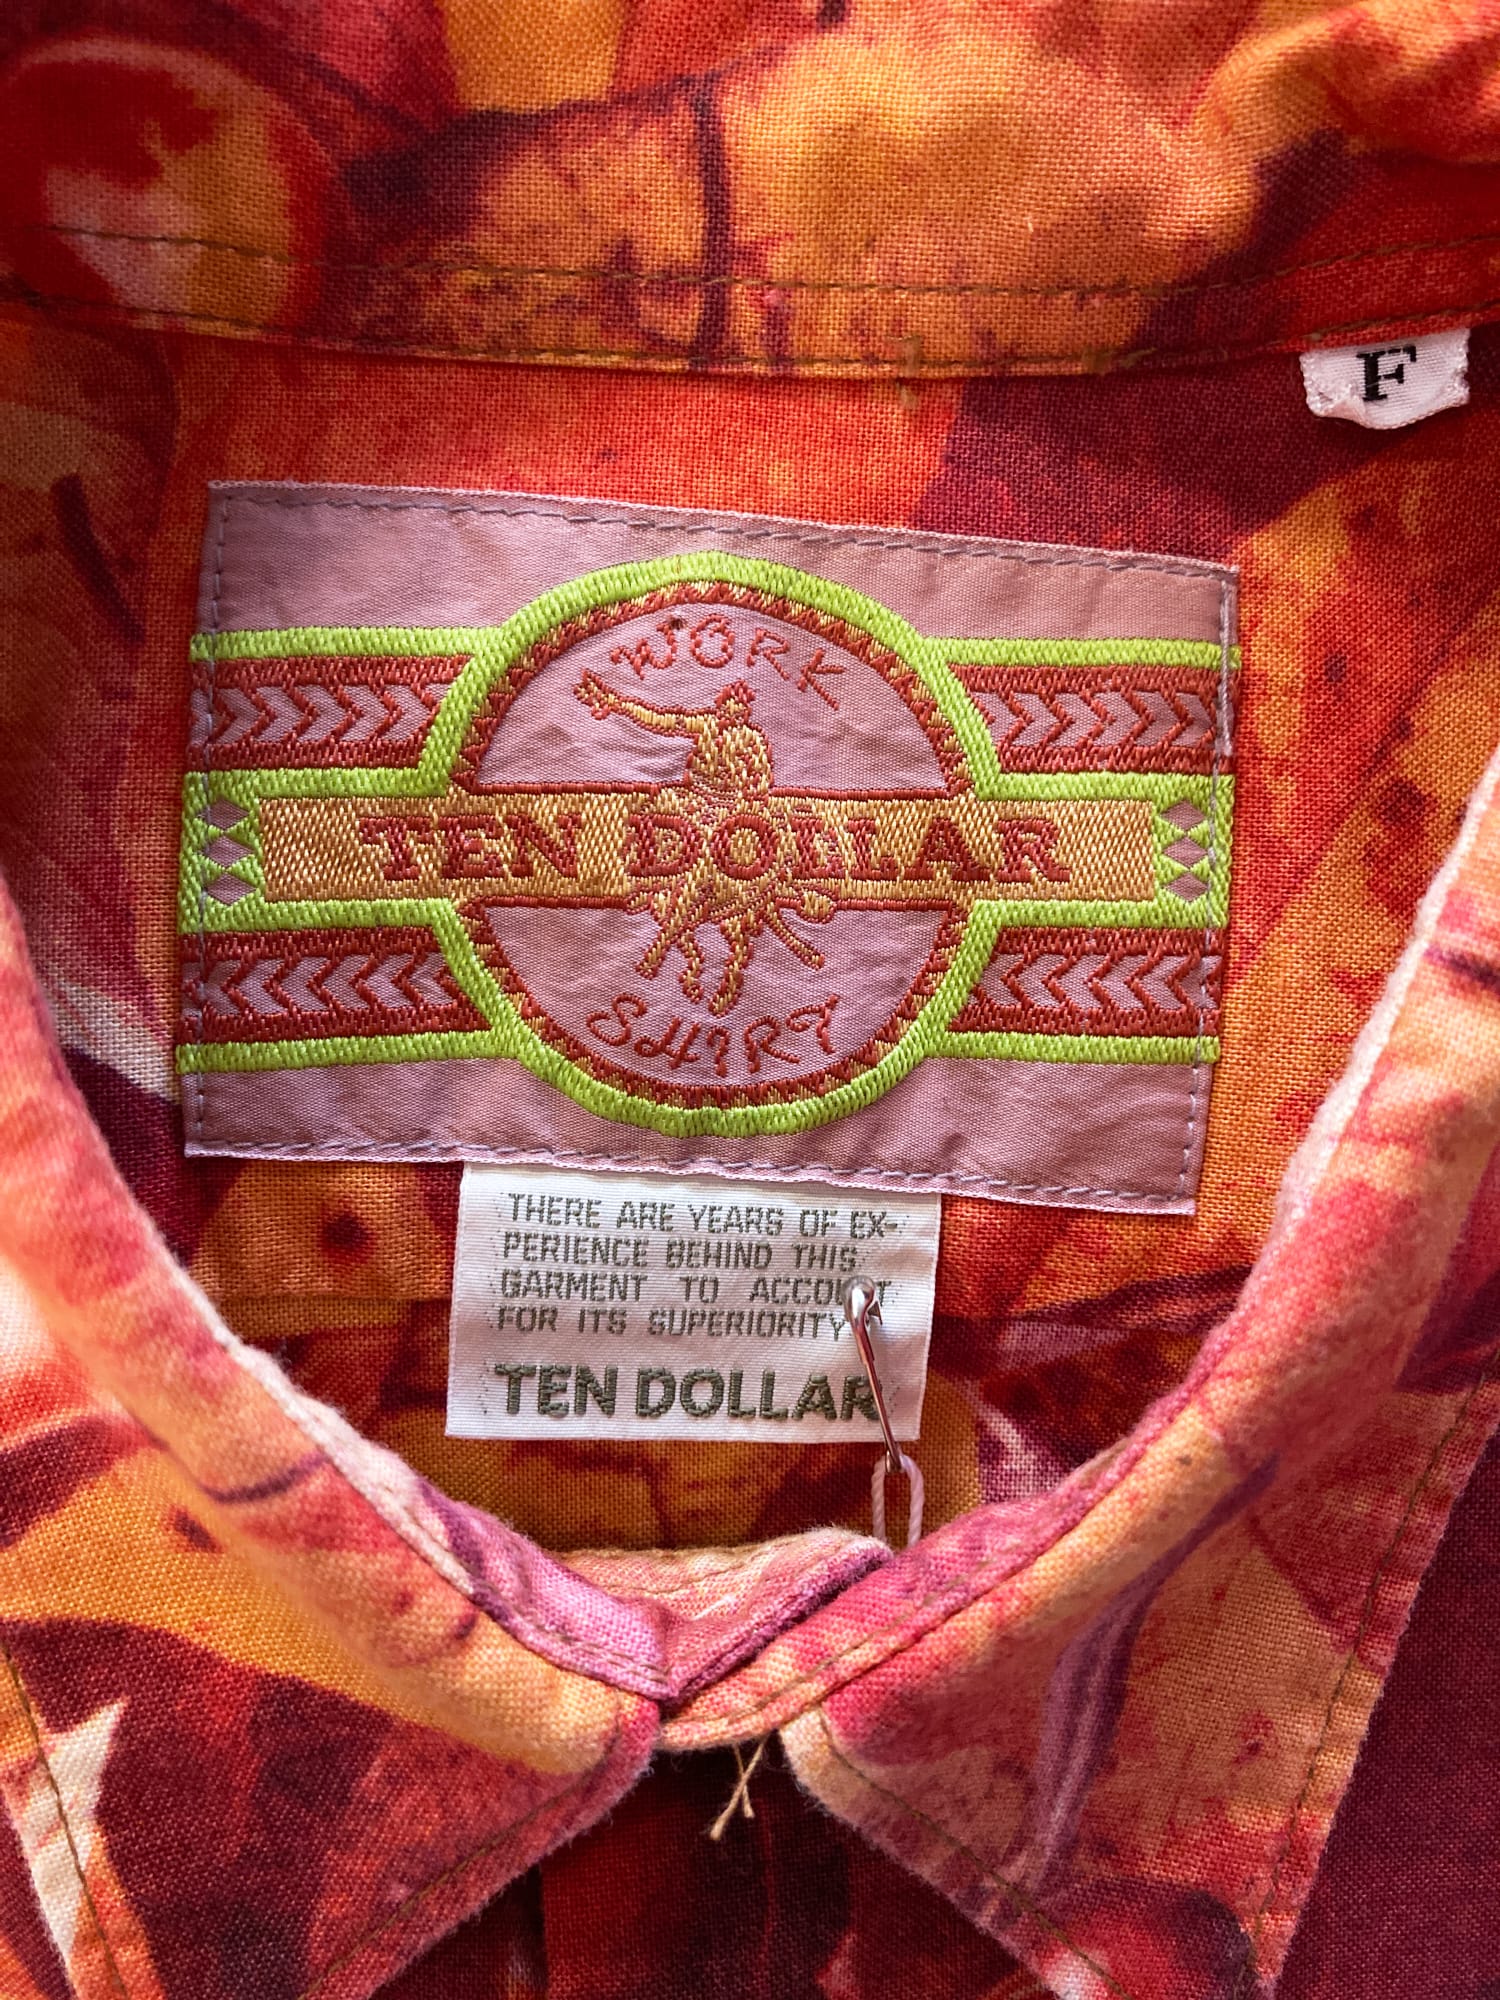 F
WORK
TEN DOLLAR
SHIRT
THERE ARE YEARS OF EX-
PERIENCE BEHIND THIS
GARMENT TO ACCOUNT
FOR ITS SUPERIORITY
TEN DOLLAR